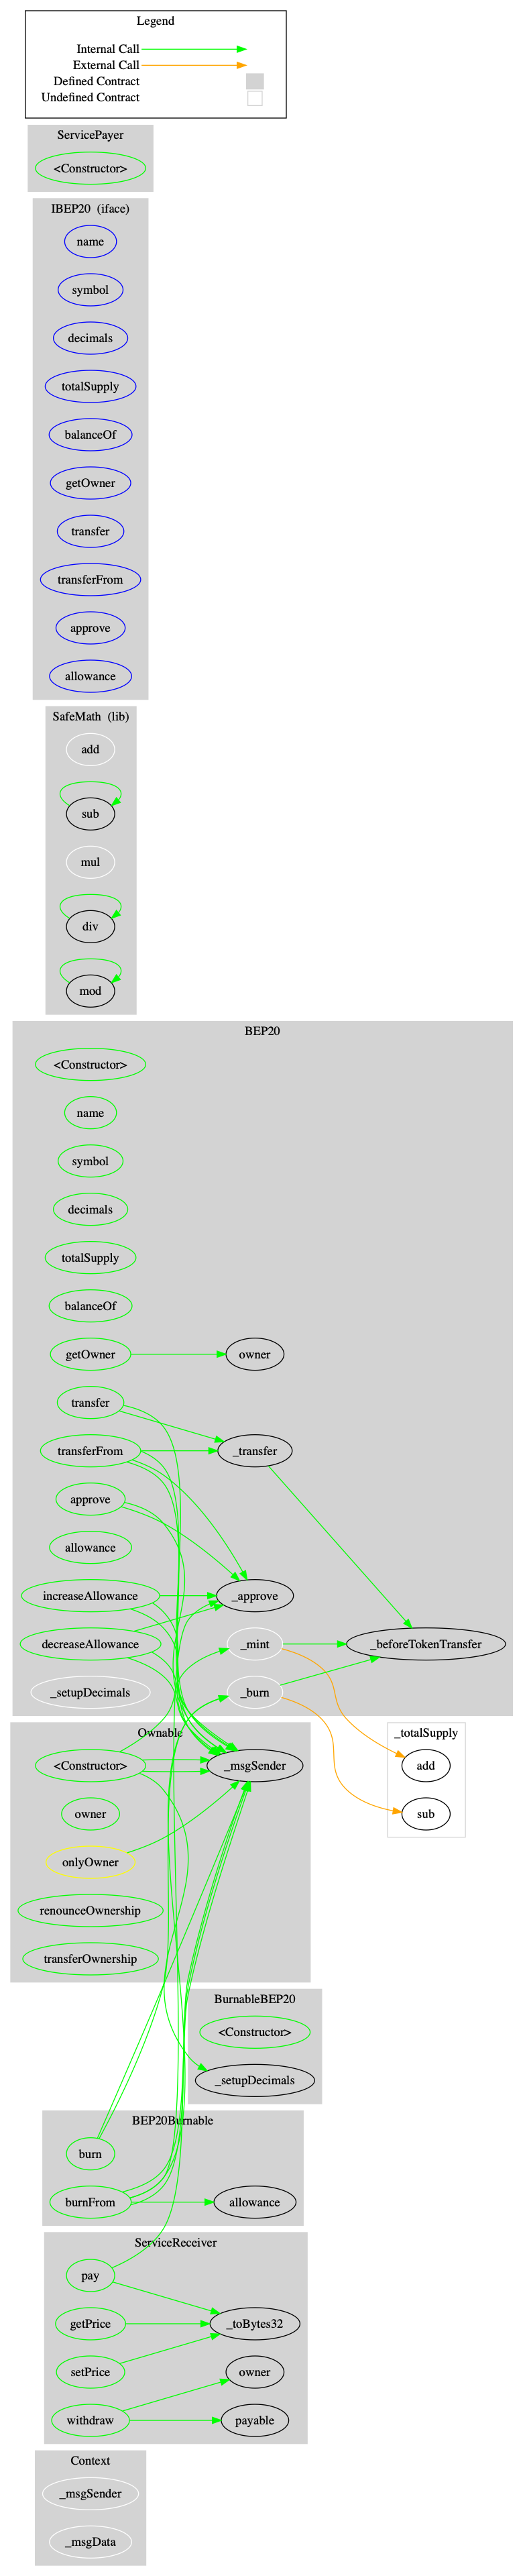 Legend
Internal Call
External Call
Defined Contract
Undefined Contract
ServicePayer
<Constructor>
IBEP20 (iface)
name
symbol
decimals
totalSupply
balanceOf
getOwner
transfer
transferFrom
approve
allowance
SafeMath (lib)
add
sub
mul
div
mod
BEP20
<Constructor>
name
symbol
decimals
totalSupply
balanceOf
getOwner
owner
transfer
transferFrom
_transfer
approve
allowance
increaseAllowance
_approve
decreaseAllowance
_mint
_beforeTokenTransfer
_setupDecimals
_burn
Ownable
_totalSupply
<Constructor>
_msgSender
add
owner
sub
onlyOwner
renounceOwnership
transferOwnership
BurnableBEP20
<Constructor>
_setupDecimals
BEP20Burnable
burn
burnFrom
allowance
ServiceReceiver
pay
getPrice
_toBytes32
setPrice
owner
withdraw
payable
Context
_msgSender
_msgData